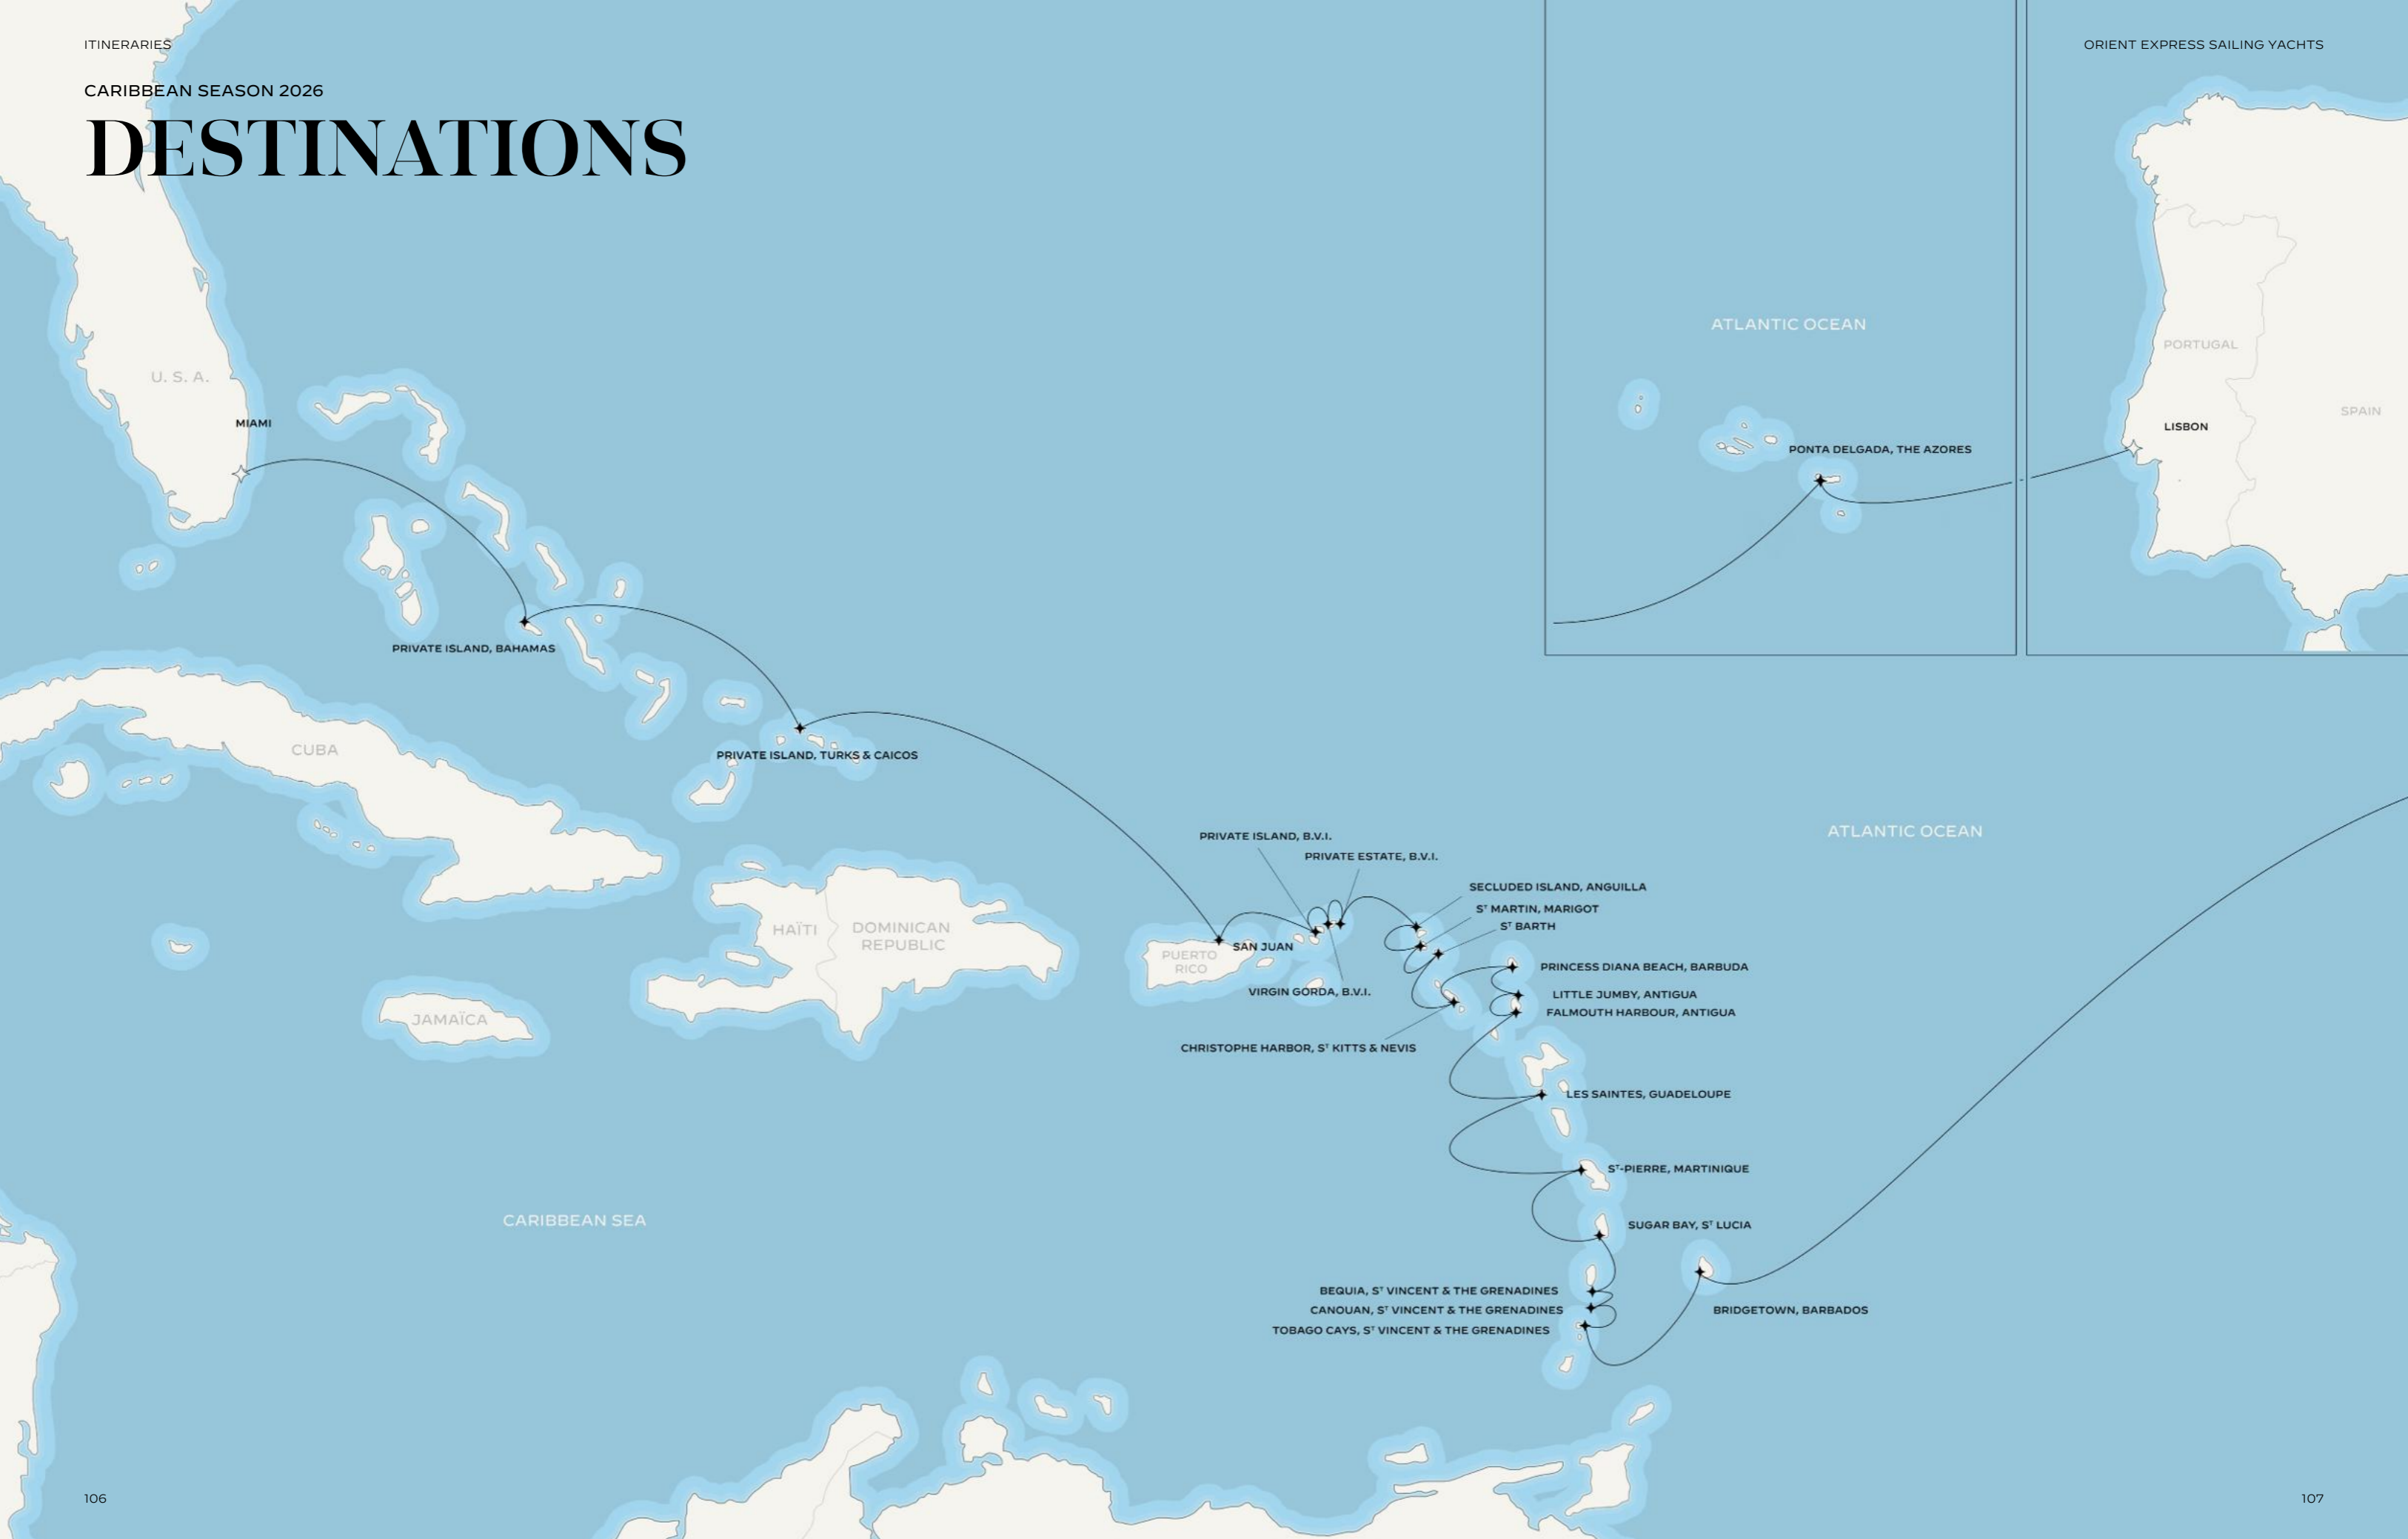 ITINERARIES
ORIENT EXPRESS SAILING YACHTS
CARIBBEAN SEASON 2026
DESTINATIONS
ATLANTIC OCEAN
PORTUGAL
U. S. A.
SPAIN
MIAMI
LISBON
PONTA DELGADA, THE AZORES
PRIVATE ISLAND, BAHAMAS
CUBA
PRIVATE ISLAND, TURKS & CAICOS
ATLANTIC OCEAN
PRIVATE ISLAND, B.V.I.
PRIVATE ESTATE, B.V.I.
SECLUDED ISLAND, ANGUILLA
Sᵀ MARTIN, MARIGOT
Sᵀ BARTH
HAÏTI
DOMINICAN
REPUBLIC
SAN JUAN
PUERTO
RICO
PRINCESS DIANA BEACH, BARBUDA
VIRGIN GORDA, B.V.I.
LITTLE JUMBY, ANTIGUA
FALMOUTH HARBOUR, ANTIGUA
JAMAÏCA
CHRISTOPHE HARBOR, Sᵀ KITTS & NEVIS
LES SAINTES, GUADELOUPE
Sᵀ-PIERRE, MARTINIQUE
CARIBBEAN SEA
SUGAR BAY, Sᵀ LUCIA
BEQUIA, Sᵀ VINCENT & THE GRENADINES
CANOUAN, Sᵀ VINCENT & THE GRENADINES
BRIDGETOWN, BARBADOS
TOBAGO CAYS, Sᵀ VINCENT & THE GRENADINES
106
107